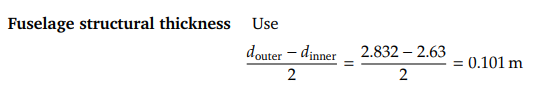 Fuselage structural thickness Use
d_outer − d_inner / 2 = 2.832 − 2.63 / 2 = 0.101 m